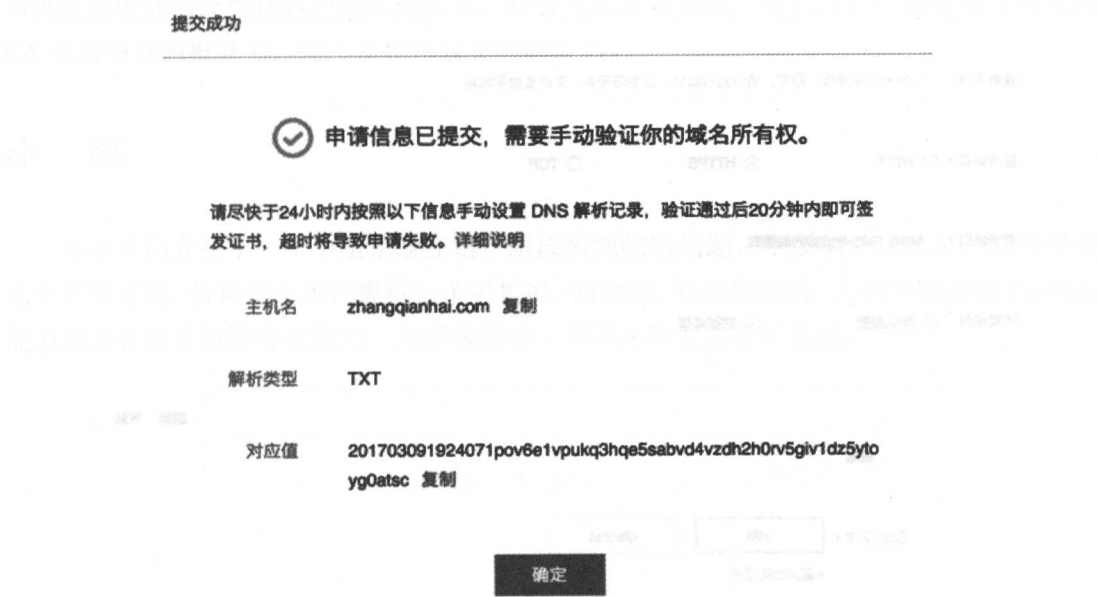 提交成功
申请信息已提交，需要手动验证你的域名所有权。
请尽快于24小时内按照以下信息手动设置 DNS 解析记录，验证通过后20分钟内即可签
发证书，超时将导致申请失败。详细说明
主机名 zhangqianhai.com 复制
解析类型 TXT
对应值 201703091924071pov6e1vpukq3hqe5sabvd4vzdh2h0rv5giv1dz5yto
yg0atsc 复制
确定